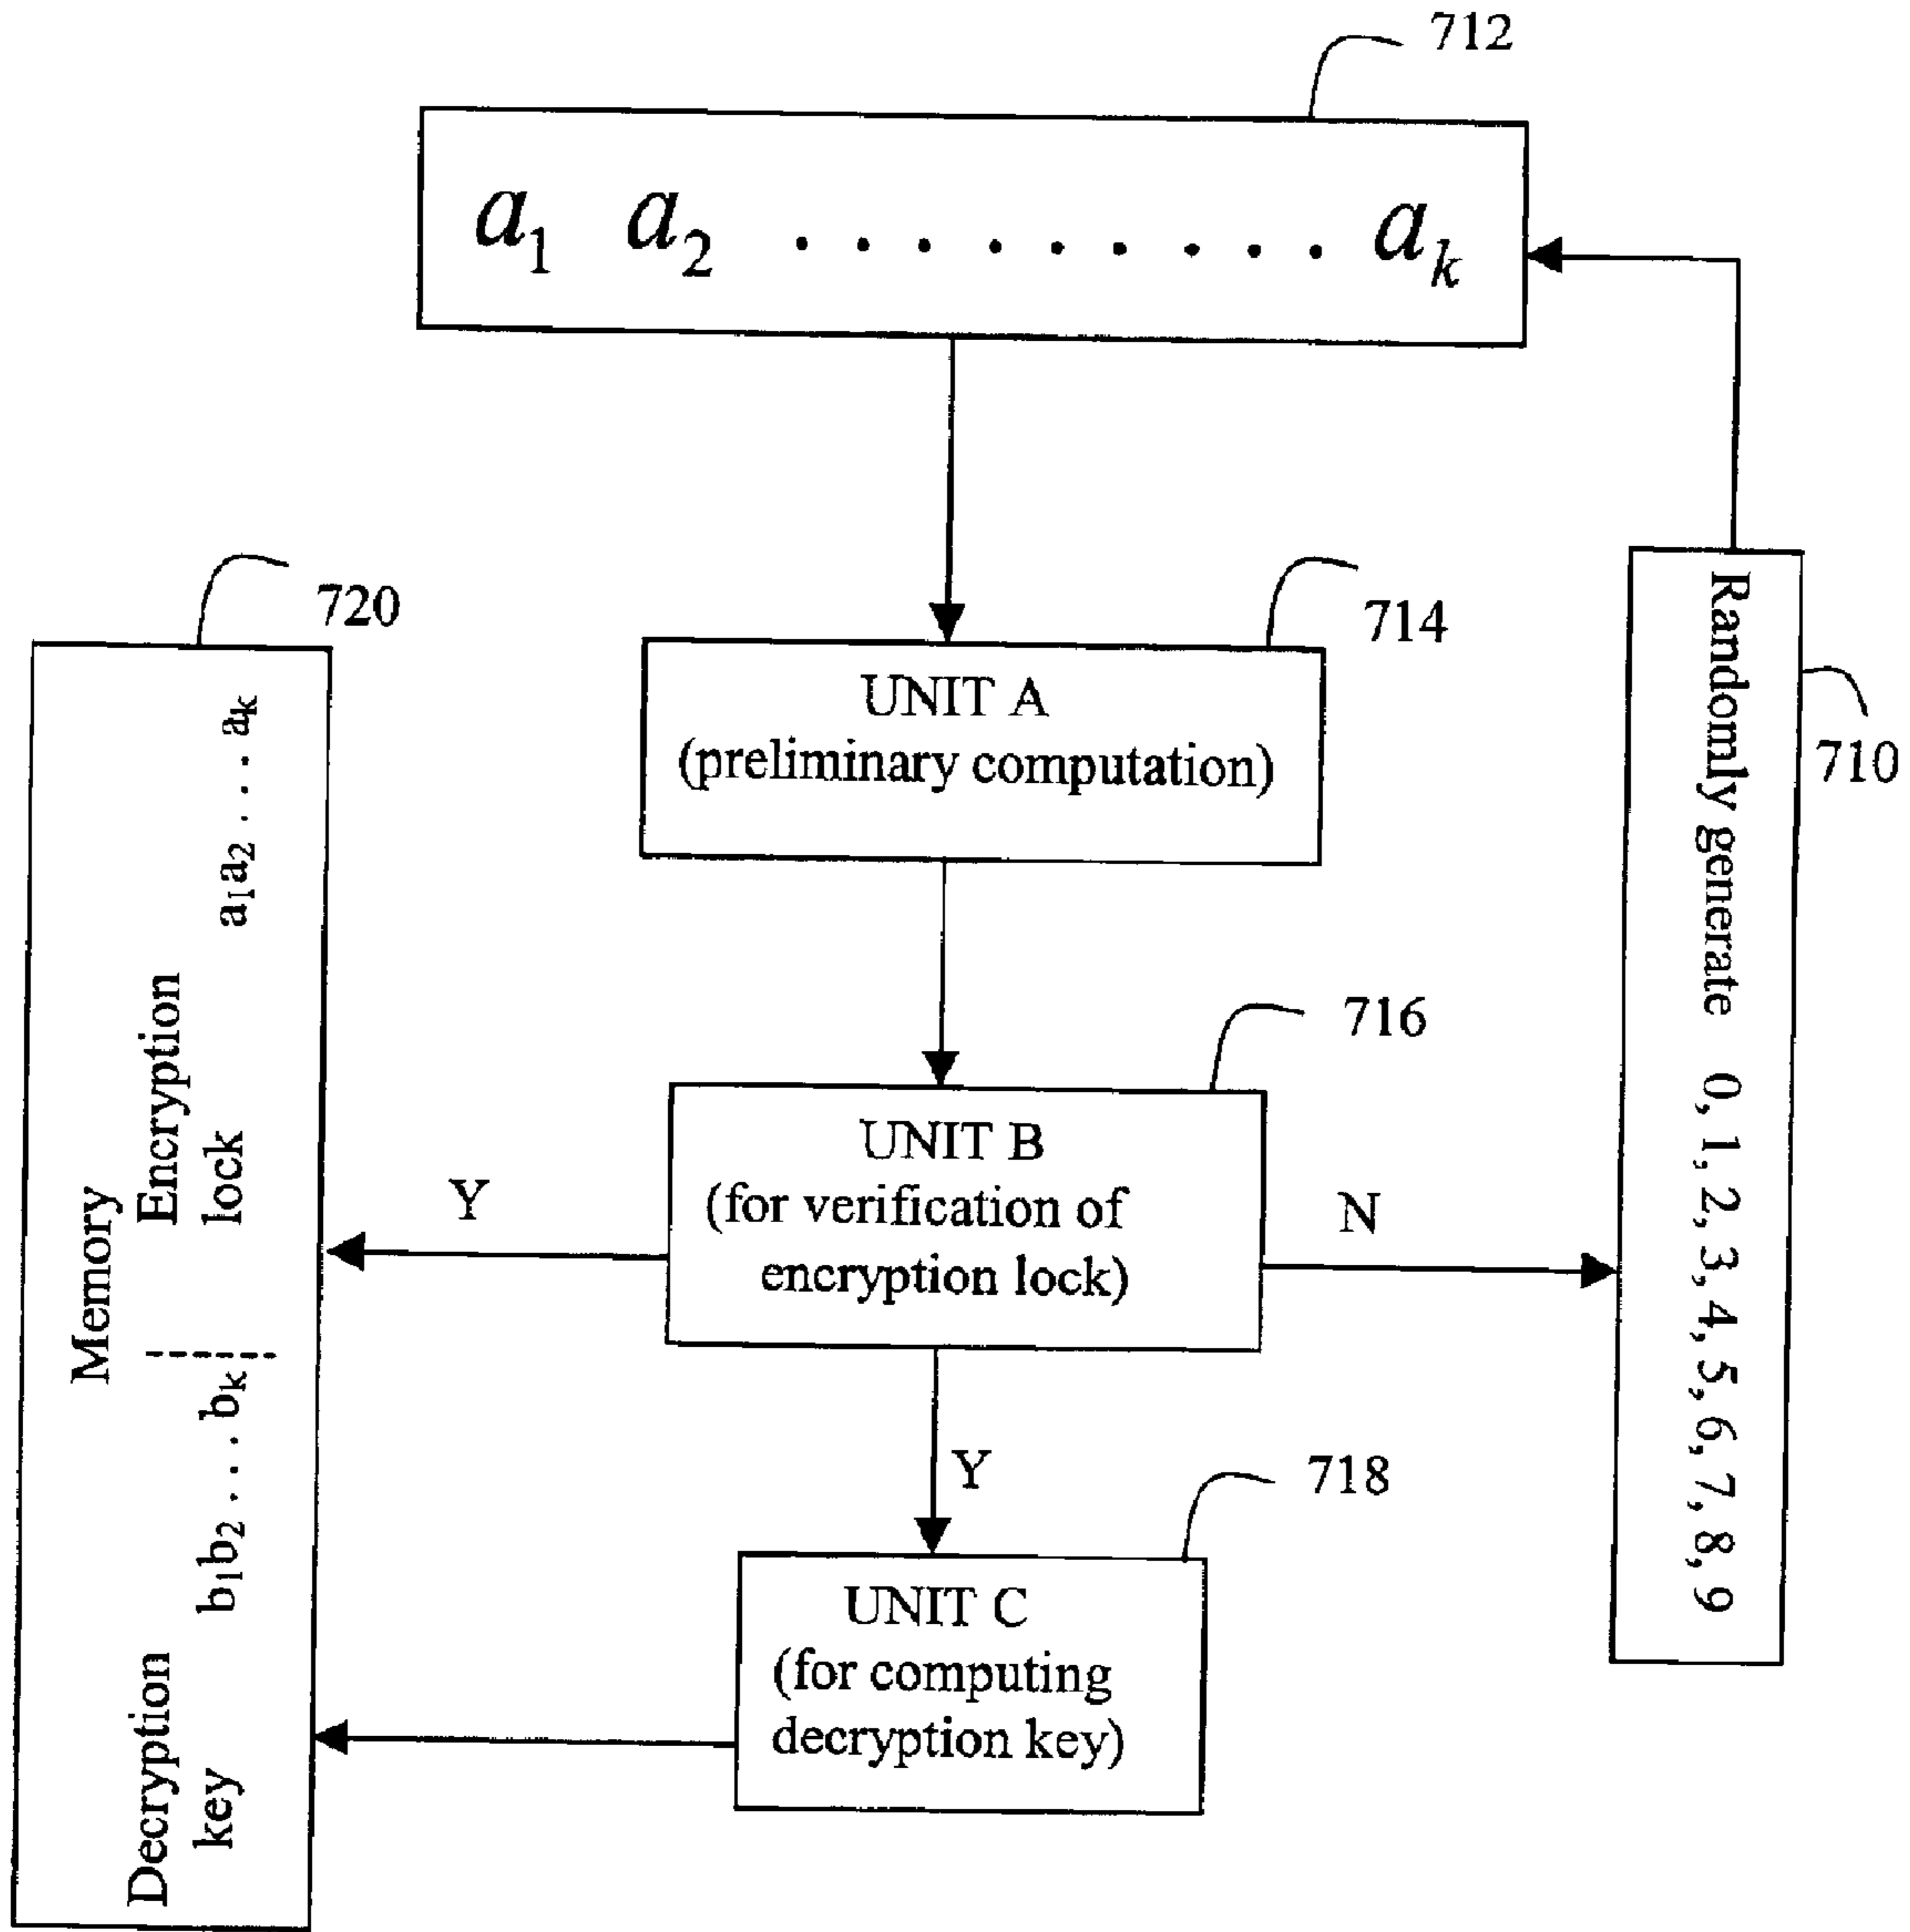 712
a₁ a₂ . . . . . . . . . aₖ
720
714
UNIT A
(preliminary computation)
710
Randomly generate 0, 1, 2, 3, 4, 5, 6, 7, 8, 9
716
UNIT B
(for verification of
encryption lock)
Y
N
Y
718
UNIT C
(for computing
decryption key)
Memory
Encryption
lock
a₁a₂ . . . . aₖ
Decryption
key
b₁b₂ . . . . bₖ